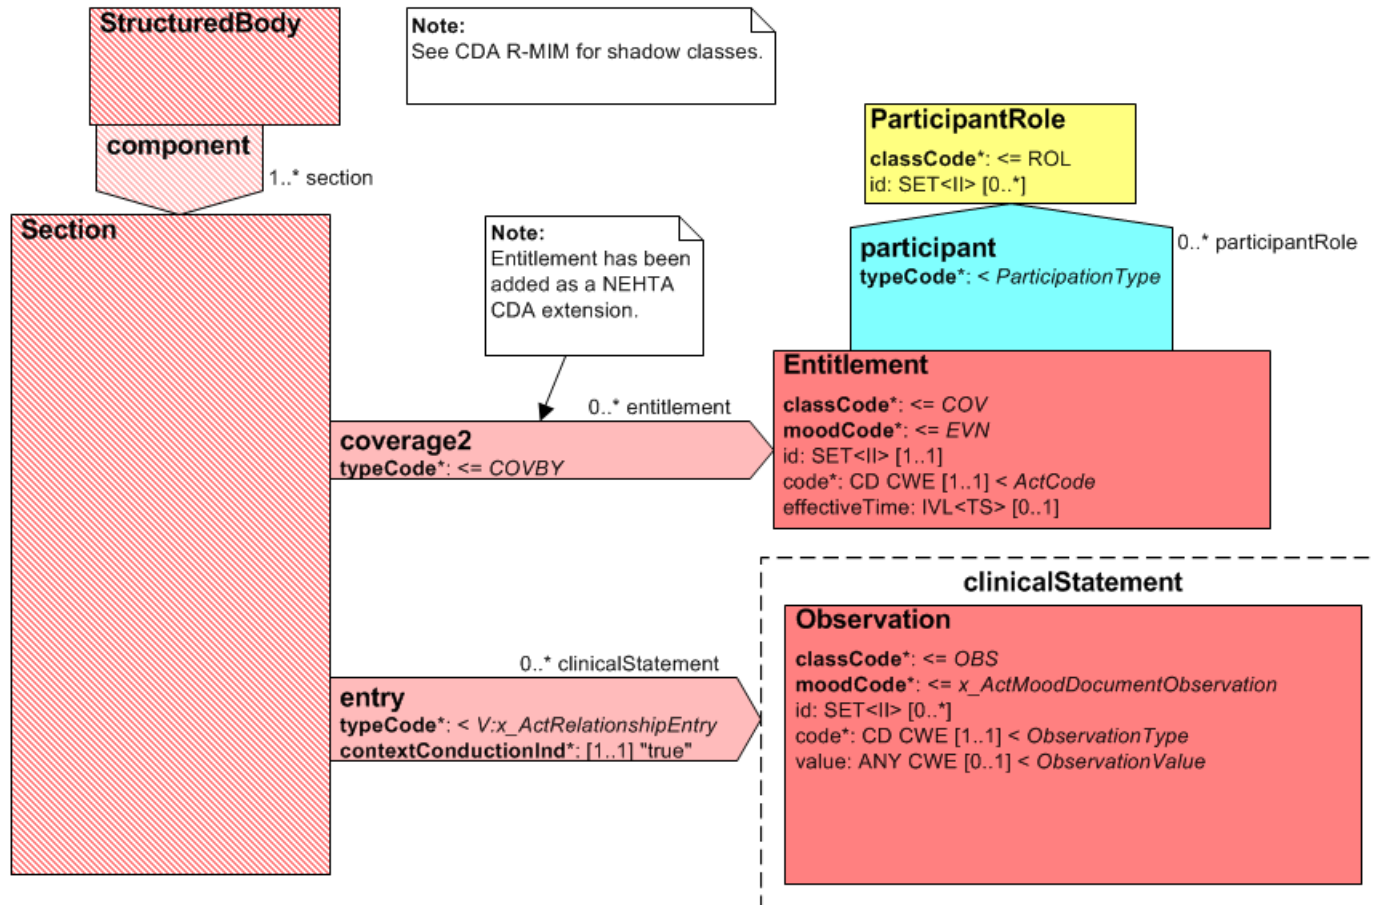 StructuredBody
Note:
See CDA R-MIM for shadow classes.
component
1..* section
ParticipantRole
classCode*: <= ROL
id: SET<II> [0..*]
Section
Note:
Entitlement has been
added as a NEHTA
CDA extension.
participant
typeCode*: < ParticipationType
0..* participantRole
Entitlement
classCode*: <= COV
moodCode*: <= EVN
id: SET<II> [1..1]
code*: CD CWE [1..1] < ActCode
effectiveTime: IVL<TS> [0..1]
0..* entitlement
coverage2
typeCode*: <= COVBY
clinicalStatement
Observation
classCode*: <= OBS
moodCode*: <= x_ActMoodDocumentObservation
id: SET<II> [0..*]
code*: CD CWE [1..1] < ObservationType
value: ANY CWE [0..1] < ObservationValue
0..* clinicalStatement
entry
typeCode*: < V:x_ActRelationshipEntry
contextConductionInd*: [1..1] "true"